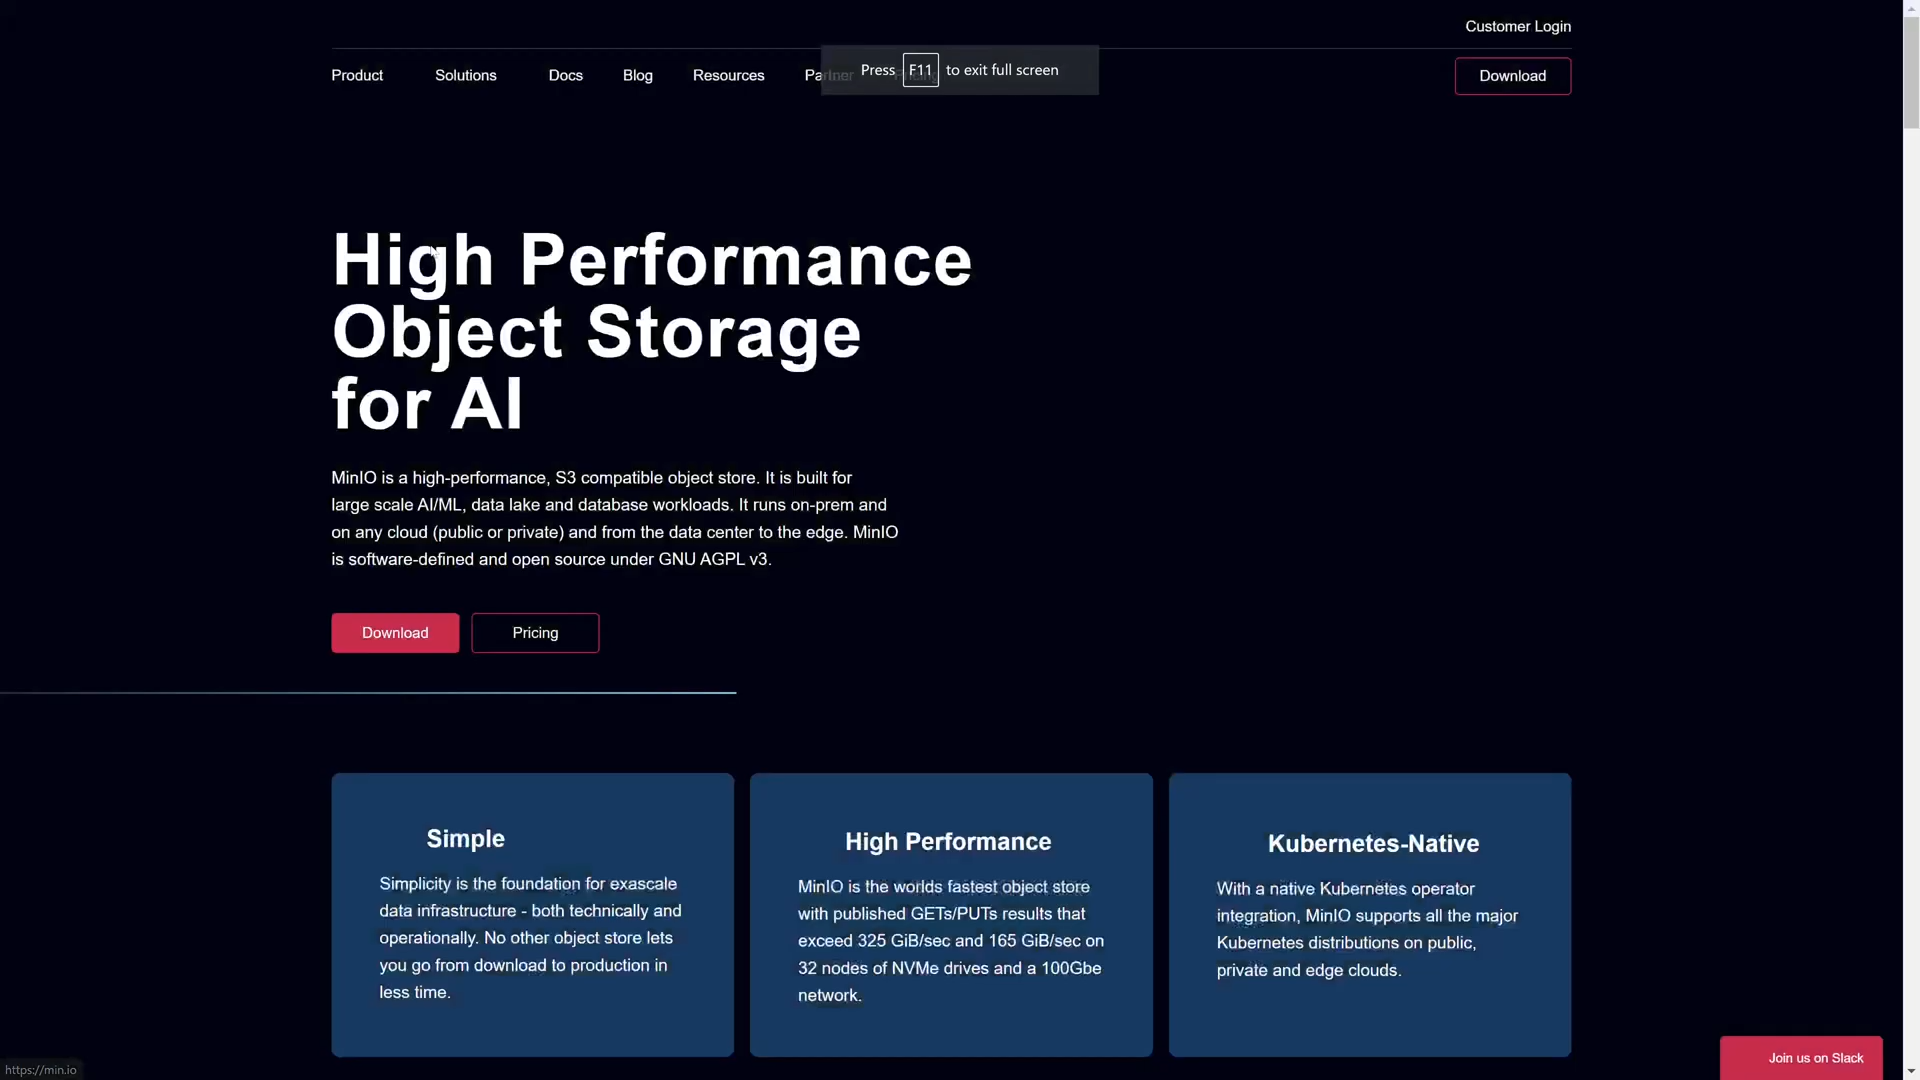 Customer Login
Product Solutions Docs Blog Resources Partner Pricing Download
Press F11 to exit full screen
High Performance
Object Storage
for AI
MinIO is a high-performance, S3 compatible object store. It is built for
large scale AI/ML, data lake and database workloads. It runs on-prem and
on any cloud (public or private) and from the data center to the edge. MinIO
is software-defined and open source under GNU AGPL v3.
Download Pricing
Simple
Simplicity is the foundation for exascale
data infrastructure - both technically and
operationally. No other object store lets
you go from download to production in
less time.
High Performance
MinIO is the worlds fastest object store
with published GETs/PUTs results that
exceed 325 GiB/sec and 165 GiB/sec on
32 nodes of NVMe drives and a 100Gbe
network.
Kubernetes-Native
With a native Kubernetes operator
integration, MinIO supports all the major
Kubernetes distributions on public,
private and edge clouds.
Join us on Slack
https://min.io